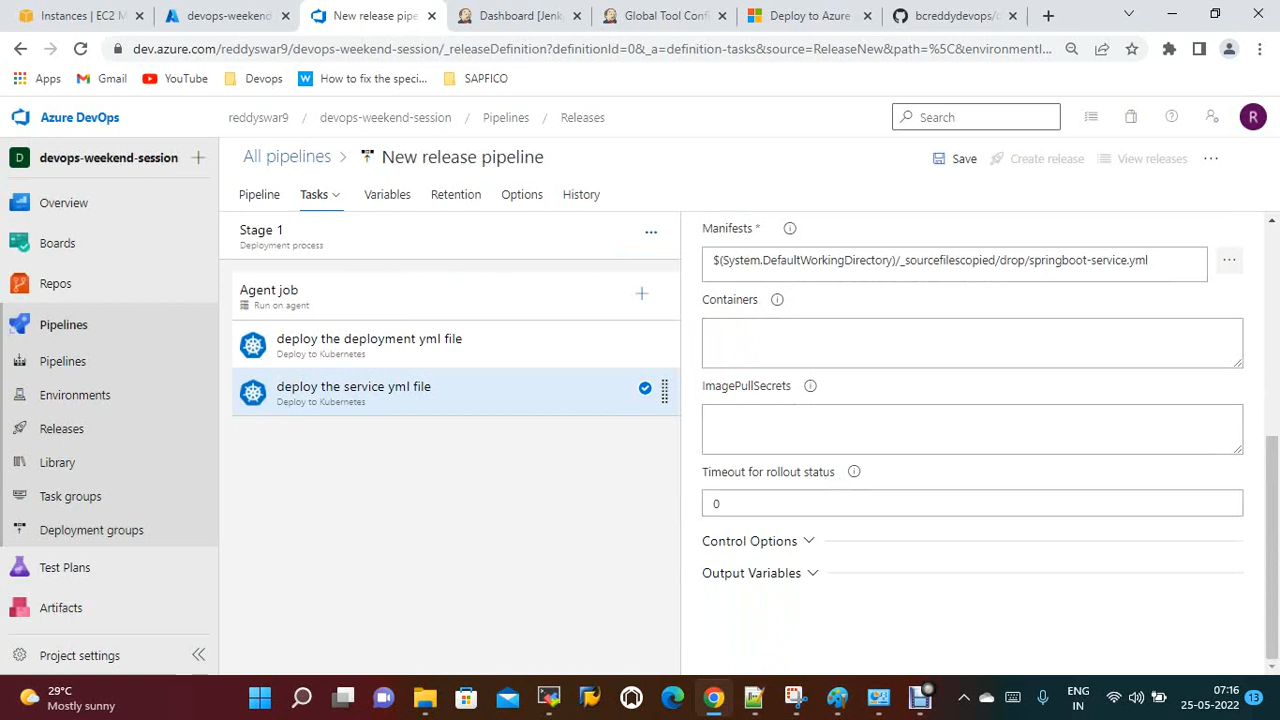 Instances | EC2 M
devops-weekend
New release pipe
Dashboard [Jenk
Global Tool Conf
Deploy to Azure
bcreddydevops/c
dev.azure.com/reddyswar9/devops-weekend-session/_releaseDefinition?definitionId=0&_a=definition-tasks&source=ReleaseNew&path=%5C&environmentI...
Apps
Gmail
YouTube
Devops
How to fix the speci...
SAPFICO
Azure DevOps
reddyswar9 / devops-weekend-session / Pipelines / Releases
Search
R
D
devops-weekend-session
All pipelines > New release pipeline
Save
Create release
View releases
Overview
Pipeline
Tasks
Variables
Retention
Options
History
Boards
Repos
Pipelines
Pipelines
Environments
Releases
Library
Task groups
Deployment groups
Test Plans
Artifacts
Project settings
Stage 1
Deployment process
Agent job
Run on agent
deploy the deployment yml file
Deploy to Kubernetes
deploy the service yml file
Deploy to Kubernetes
Manifests *
$(System.DefaultWorkingDirectory)/_sourcefilescopied/drop/springboot-service.yml
Containers
ImagePullSecrets
Timeout for rollout status
0
Control Options
Output Variables
29°C
Mostly sunny
ENG
IN
07:16
25-05-2022
13